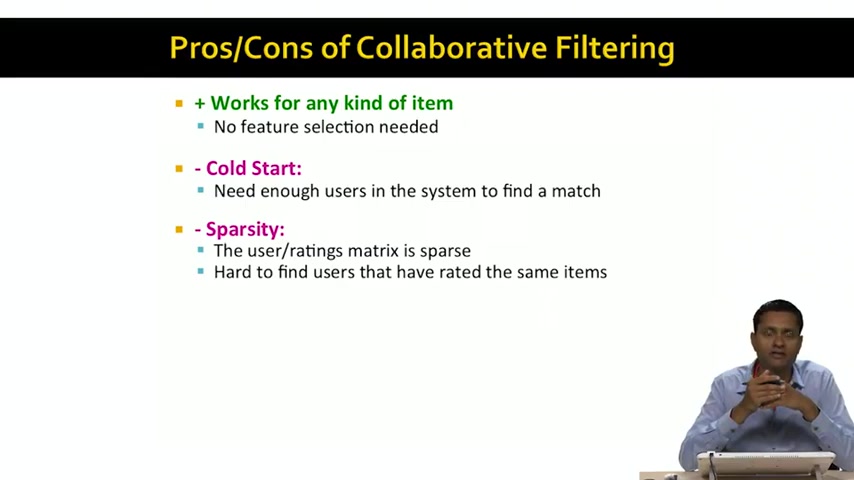 Pros/Cons of Collaborative Filtering
+ Works for any kind of item
No feature selection needed
- Cold Start:
Need enough users in the system to find a match
- Sparsity:
The user/ratings matrix is sparse
Hard to find users that have rated the same items